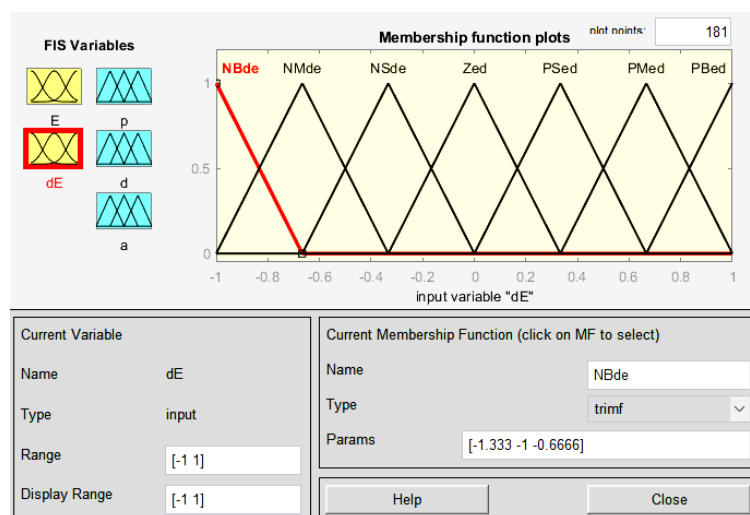 FIS Variables
Membership function plots
plot points:
181
E
p
dE
d
a
NBde NMde NSde Zed PSed PMed PBed
1
0.5
0
-1 -0.8 -0.6 -0.4 -0.2 0 0.2 0.4 0.6 0.8 1
input variable "dE"
Current Variable
Name dE
Type input
Range [-1 1]
Display Range [-1 1]
Current Membership Function (click on MF to select)
Name NBde
Type trimf
Params [-1.333 -1 -0.6666]
Help Close